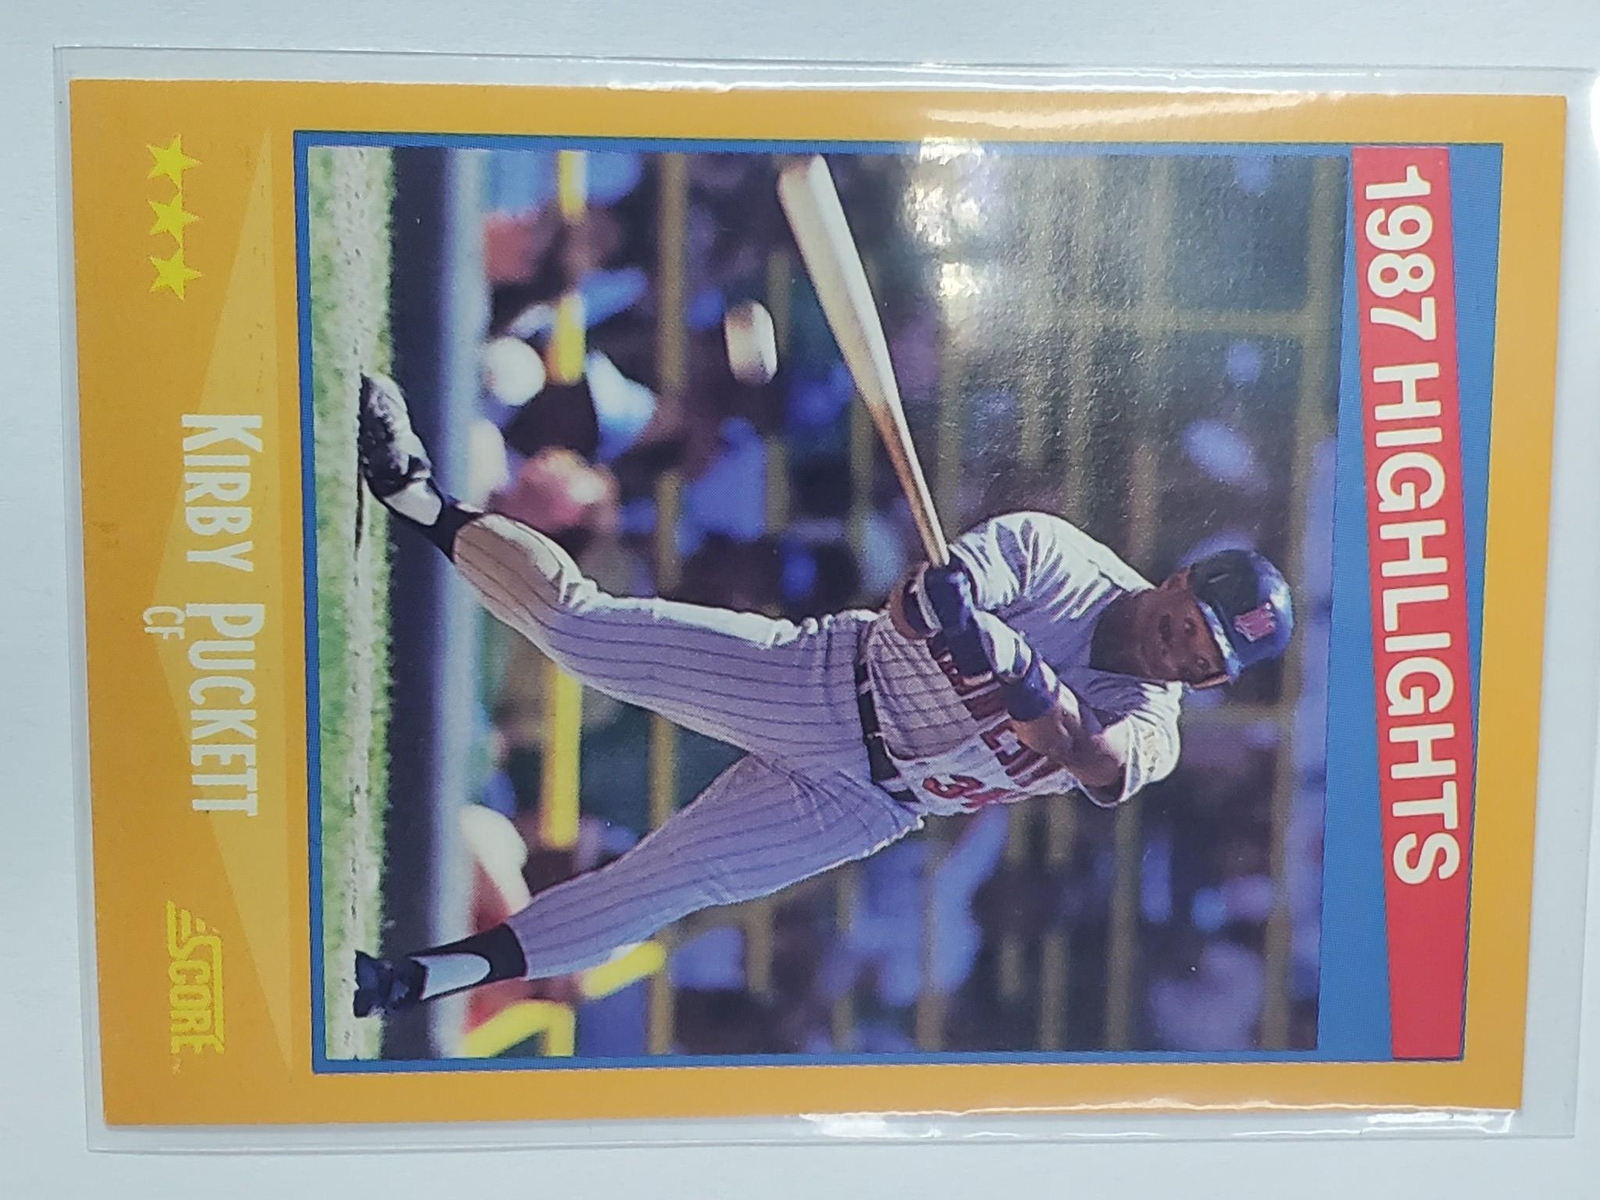 1987 HIGHLIGHTS
KIRBY PUCKETT
CF
SCORE